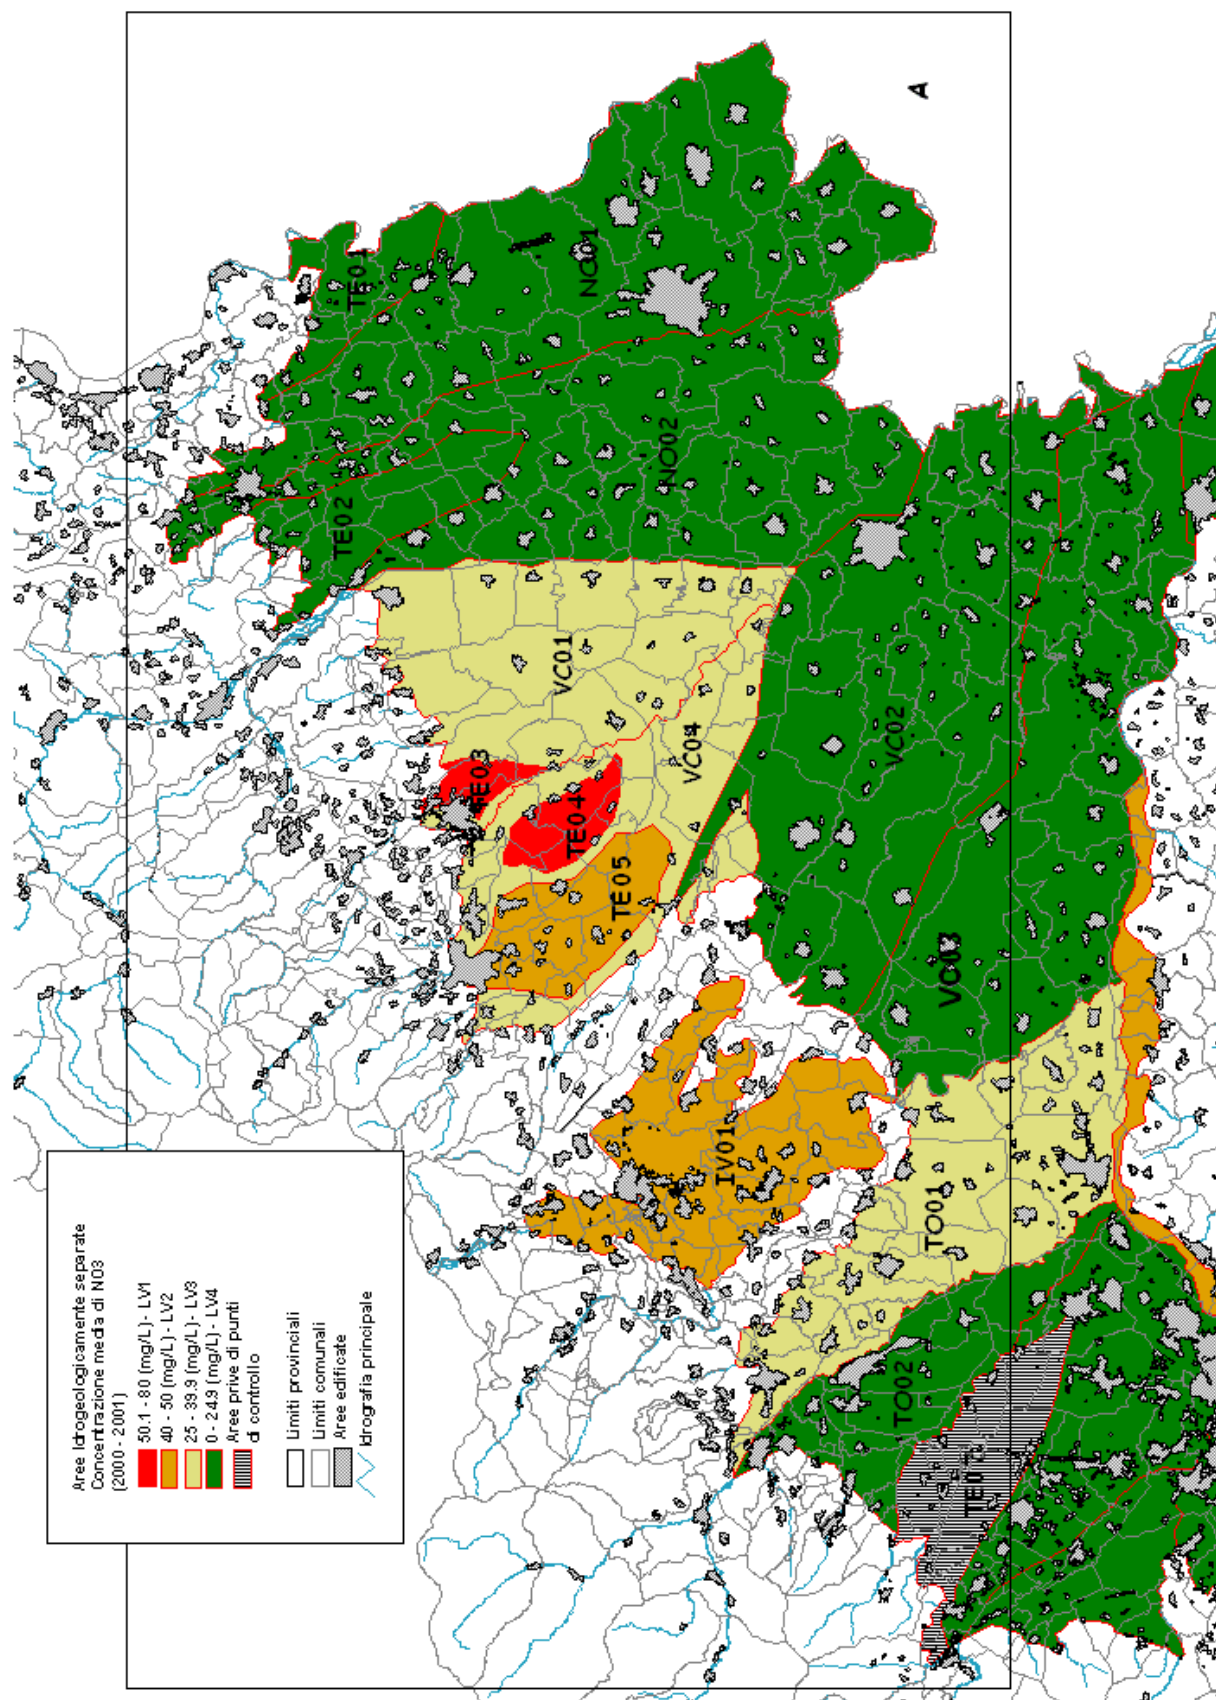 Aree Idrogeologicamente separate
Concentrazione media di NO3
(2000 - 2001)
50.1 - 80 (mg/L) - LV1
40 - 50 (mg/L) - LV2
25 - 39.9 (mg/L) - LV3
0 - 24.9 (mg/L) - LV4
Aree prive di punti
di controllo
Limiti provinciali
Limiti comunali
Aree edificate
Idrografia principale
TE01
NO01
A
TE02
NO02
VC01
TE03
TE04
VC04
VC02
TE05
VC03
IV01
TO01
TO02